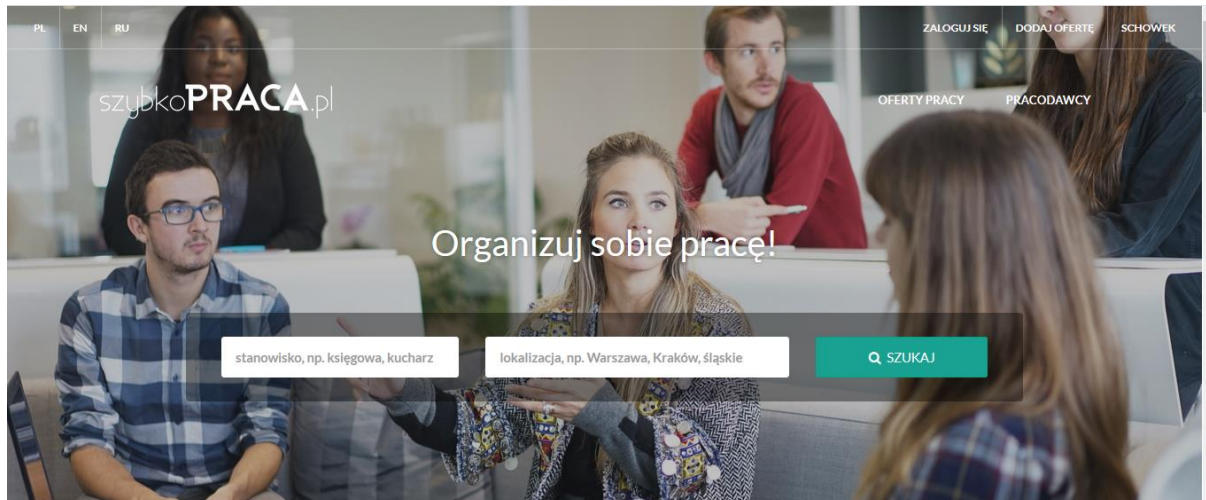 PL EN RU ZALOGUJ SIĘ DODAJ OFERTĘ SCHOWEK
szybkoPRACA.pl
OFERTY PRACY PRACODAWCY
Organizuj sobie pracę!
stanowisko, np. księgowa, kucharz lokalizacja, np. Warszawa, Kraków, śląskie SZUKAJ